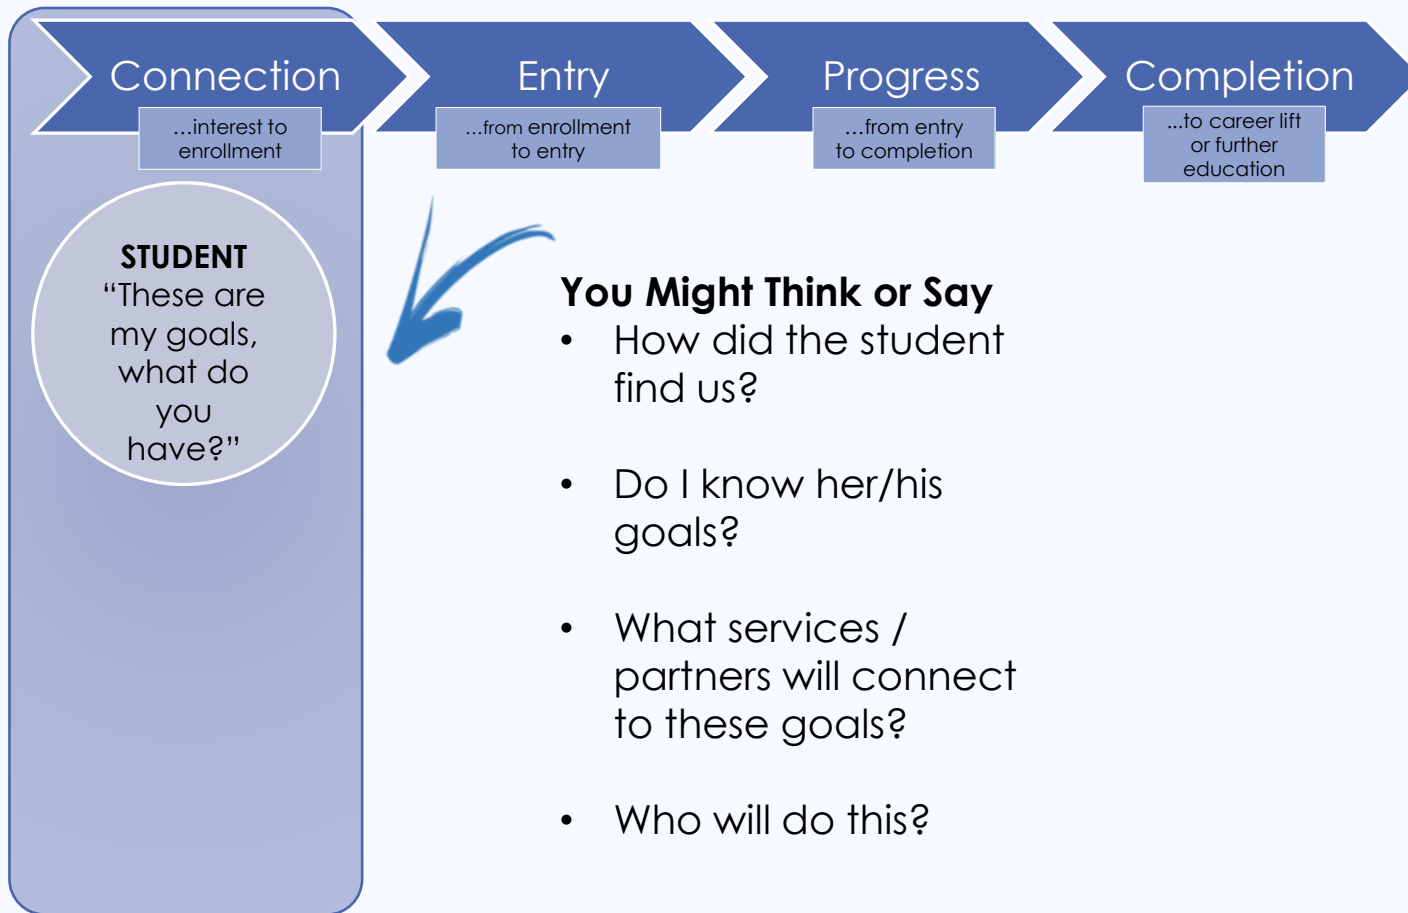 Connection
...interest to
enrollment
Entry
...from enrollment
to entry
Progress
...from entry
to completion
Completion
...to career lift
or further
education
STUDENT
“These are
my goals,
what do
you
have?”
You Might Think or Say
• How did the student
find us?
• Do I know her/his
goals?
• What services /
partners will connect
to these goals?
• Who will do this?